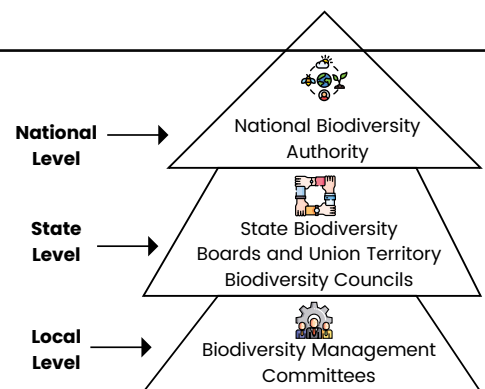 National
Level
National Biodiversity
Authority
State
Level
State Biodiversity
Boards and Union Territory
Biodiversity Councils
Local
Level
Biodiversity Management
Committees